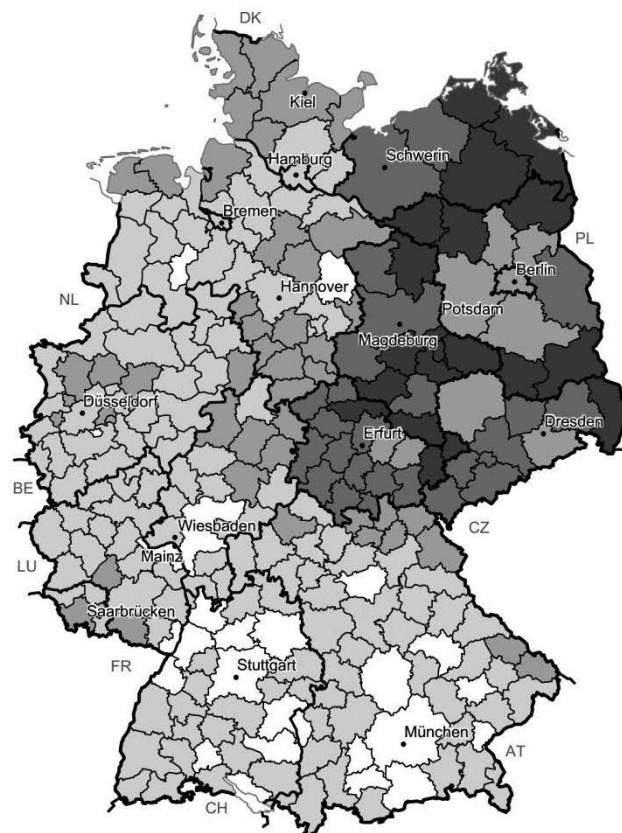 DK
Kiel
Hamburg
Schwerin
Bremen
PL
Berlin
NL
Hannover
Potsdam
Magdeburg
Düsseldorf
Dresden
Erfurt
BE
Wiesbaden
CZ
LU
Mainz
Saarbrücken
FR
Stuttgart
München
AT
CH